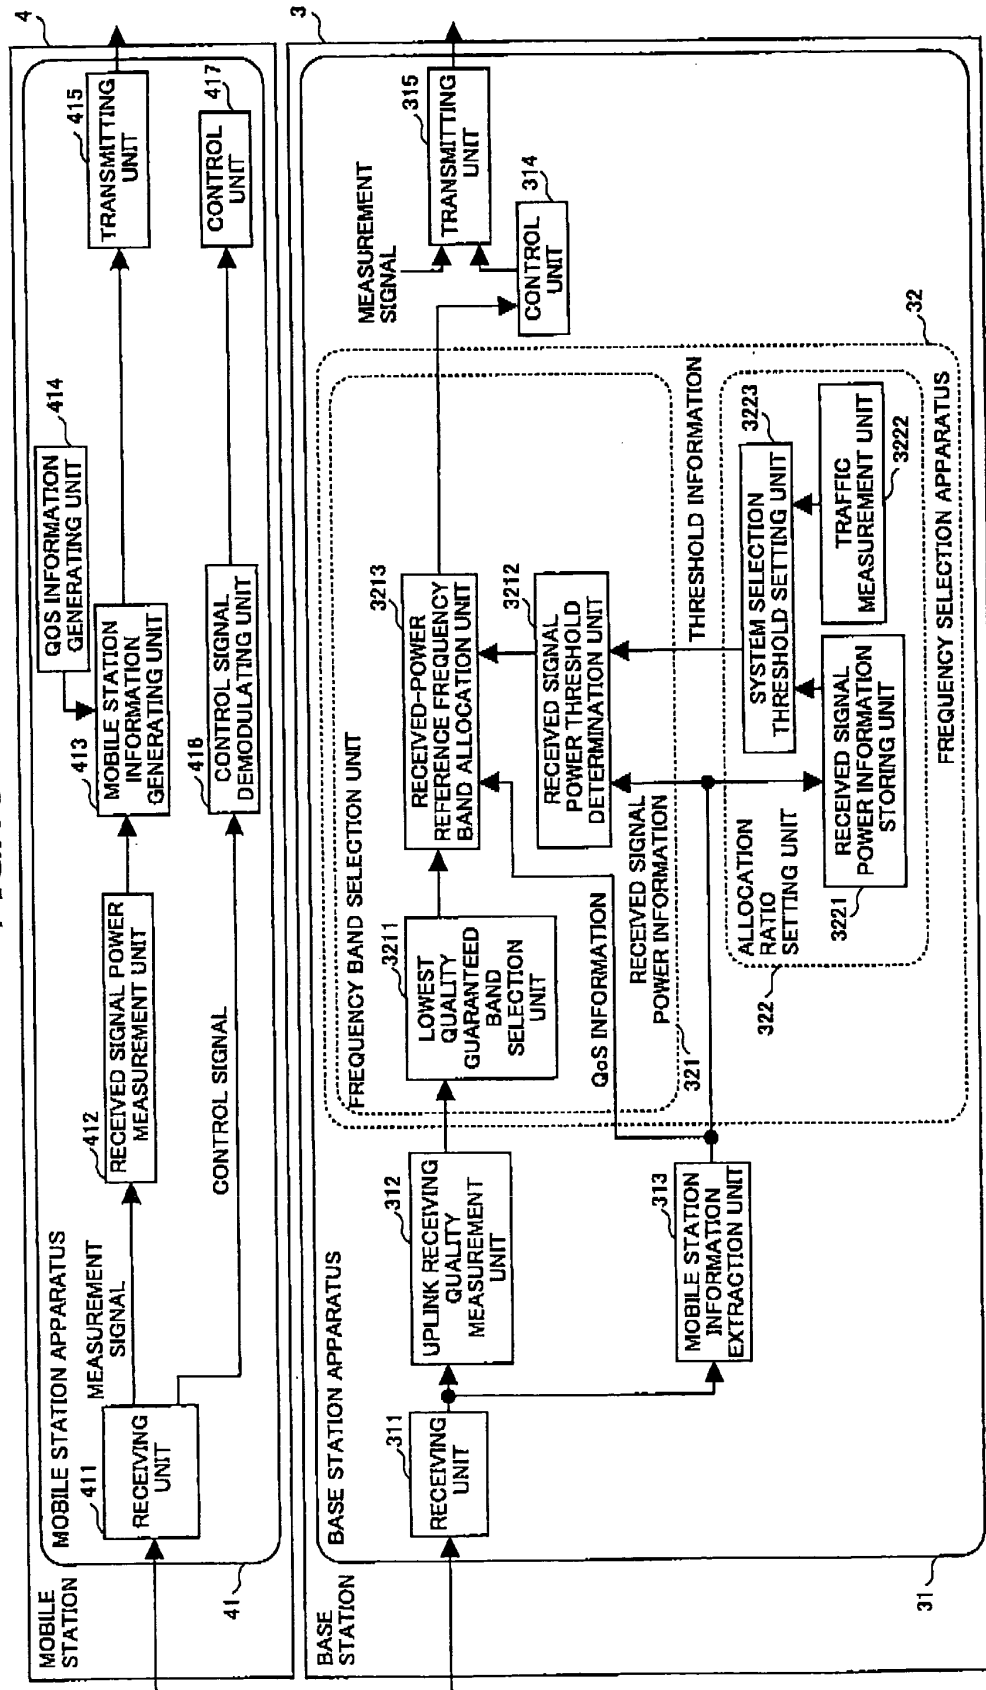 4
MOBILE
STATION
MOBILE STATION APPARATUS
41
411
RECEIVING
UNIT
MEASUREMENT
SIGNAL
CONTROL SIGNAL
412
RECEIVED SIGNAL POWER
MEASUREMENT UNIT
413
MOBILE STATION
INFORMATION
GENERATING UNIT
QOS INFORMATION
GENERATING UNIT
414
416
CONTROL SIGNAL
DEMODULATING UNIT
415
TRANSMITTING
UNIT
417
CONTROL
UNIT
3
BASE
STATION
BASE STATION APPARATUS
31
311
RECEIVING
UNIT
312
UPLINK RECEIVING
QUALITY
MEASUREMENT
UNIT
313
MOBILE STATION
INFORMATION
EXTRACTION UNIT
FREQUENCY BAND SELECTION UNIT
321
3211
LOWEST
QUALITY
GUARANTEED
BAND
SELECTION
UNIT
QoS INFORMATION
RECEIVED SIGNAL
POWER INFORMATION
3213
RECEIVED-POWER
REFERENCE FREQUENCY
BAND ALLOCATION UNIT
3212
RECEIVED SIGNAL
POWER THRESHOLD
DETERMINATION UNIT
THRESHOLD INFORMATION
322
ALLOCATION
RATIO
SETTING UNIT
3221
RECEIVED SIGNAL
POWER INFORMATION
STORING UNIT
SYSTEM SELECTION
THRESHOLD SETTING UNIT
3223
TRAFFIC
MEASUREMENT UNIT
3222
FREQUENCY SELECTION APPARATUS
32
MEASUREMENT
SIGNAL
315
TRANSMITTING
UNIT
CONTROL
UNIT
314